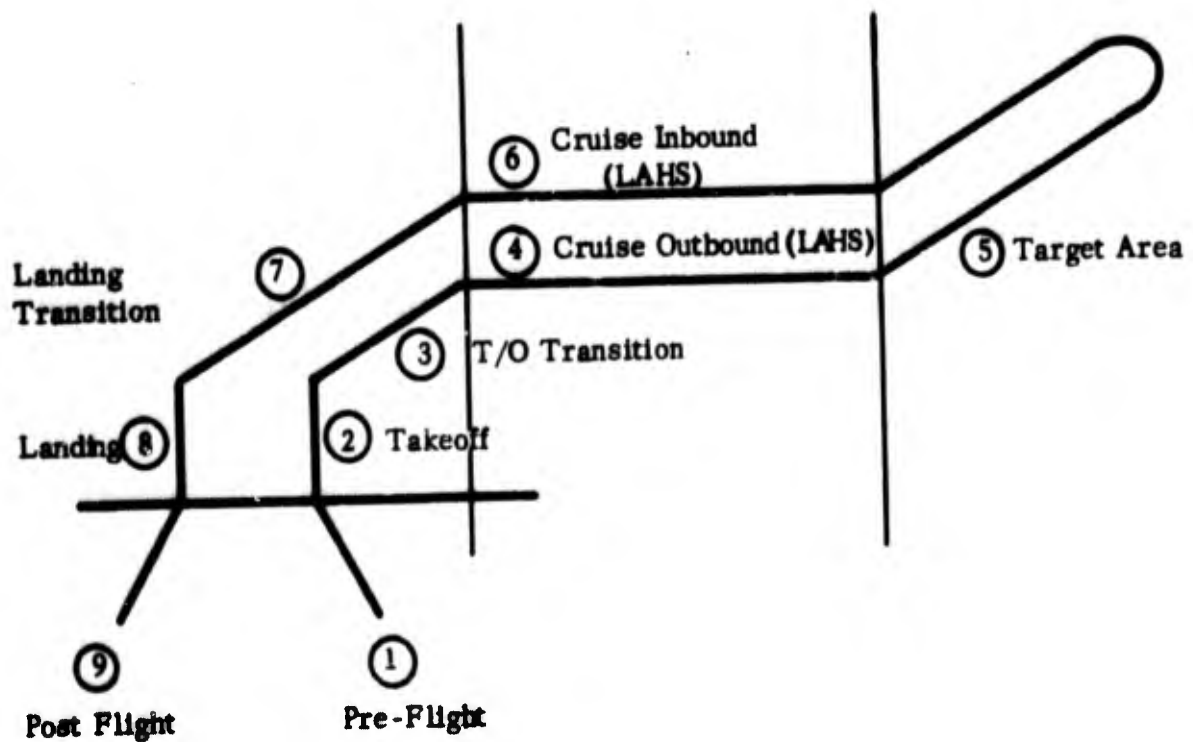 6 Cruise Inbound
(LAHS)
4 Cruise Outbound (LAHS)
5 Target Area
7
Landing
Transition
3 T/O Transition
Landing 8
2 Takeoff
9
1
Post Flight
Pre-Flight